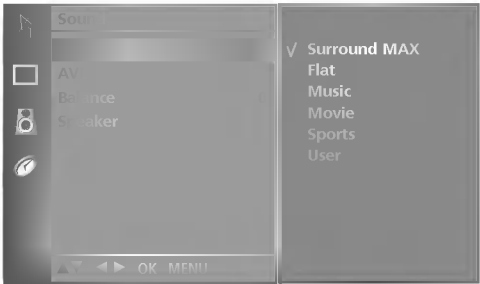 Sound
AV
Balance
Speaker
OK MENU
√ Surround MAX
Flat
Music
Movie
Sports
User